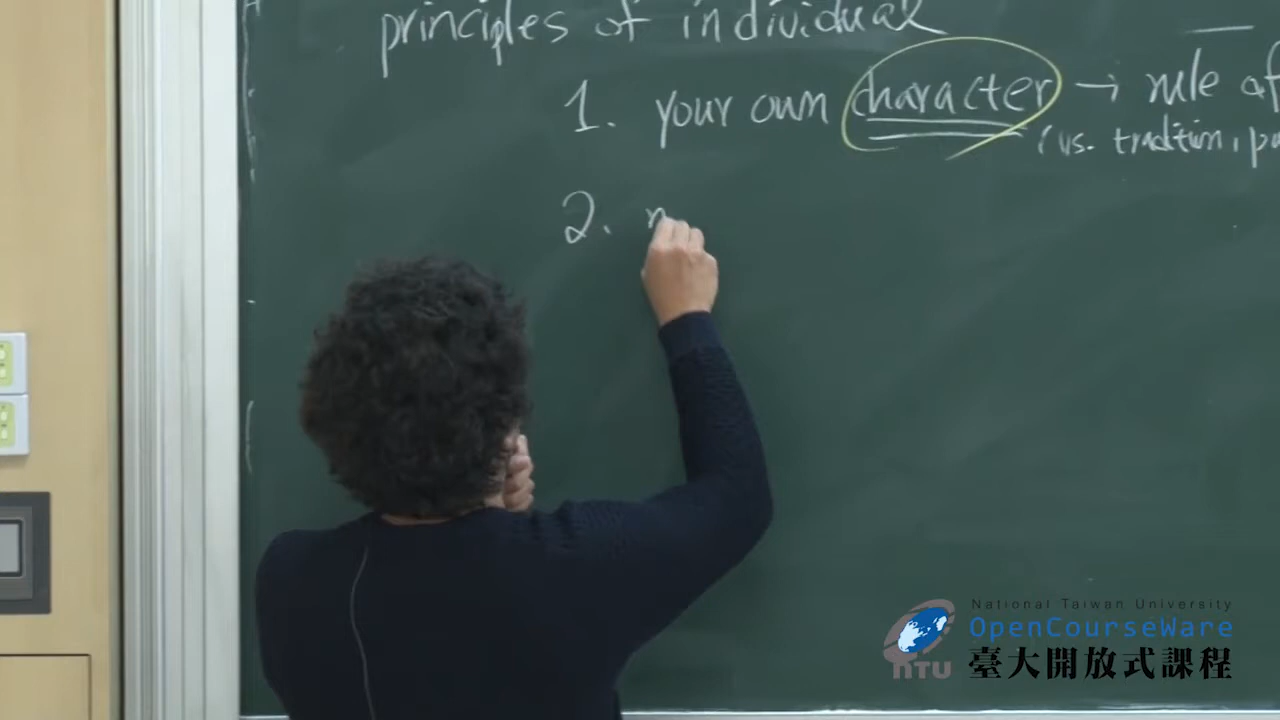 principles of individual
1. your own character → rule of
(vs. tradition,
2.
National Taiwan University
OpenCourseWare
NTU
臺大開放式課程